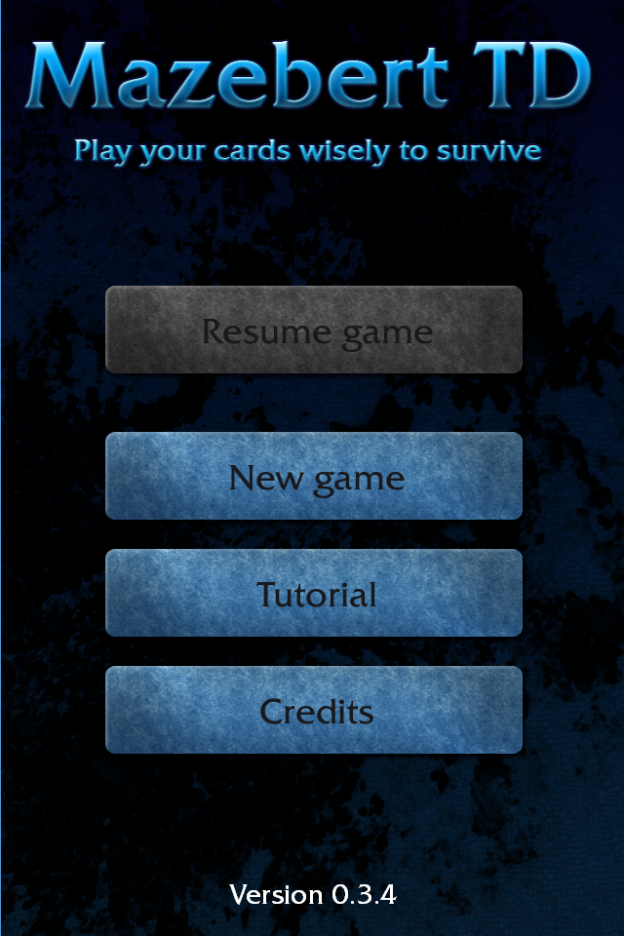 Mazebert TD
Play your cards wisely to survive
Resume game
New game
Tutorial
Credits
Version 0.3.4